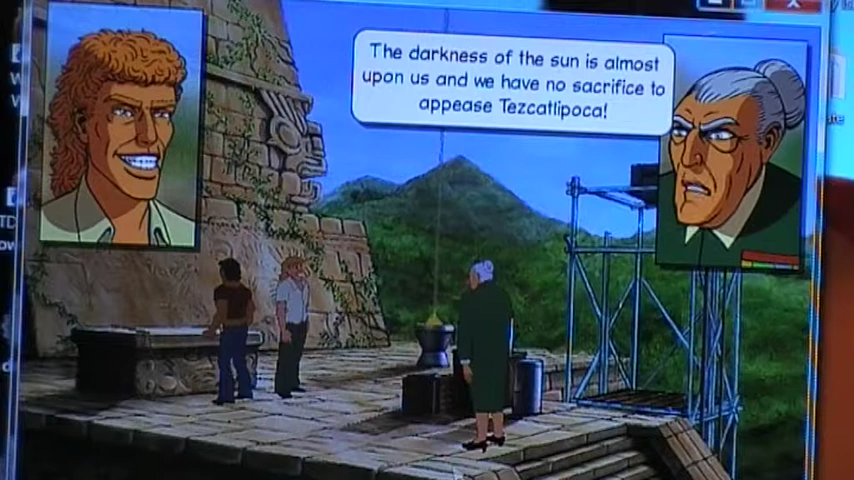 The darkness of the sun is almost
upon us and we have no sacrifice to
appease Tezcatlipoca!